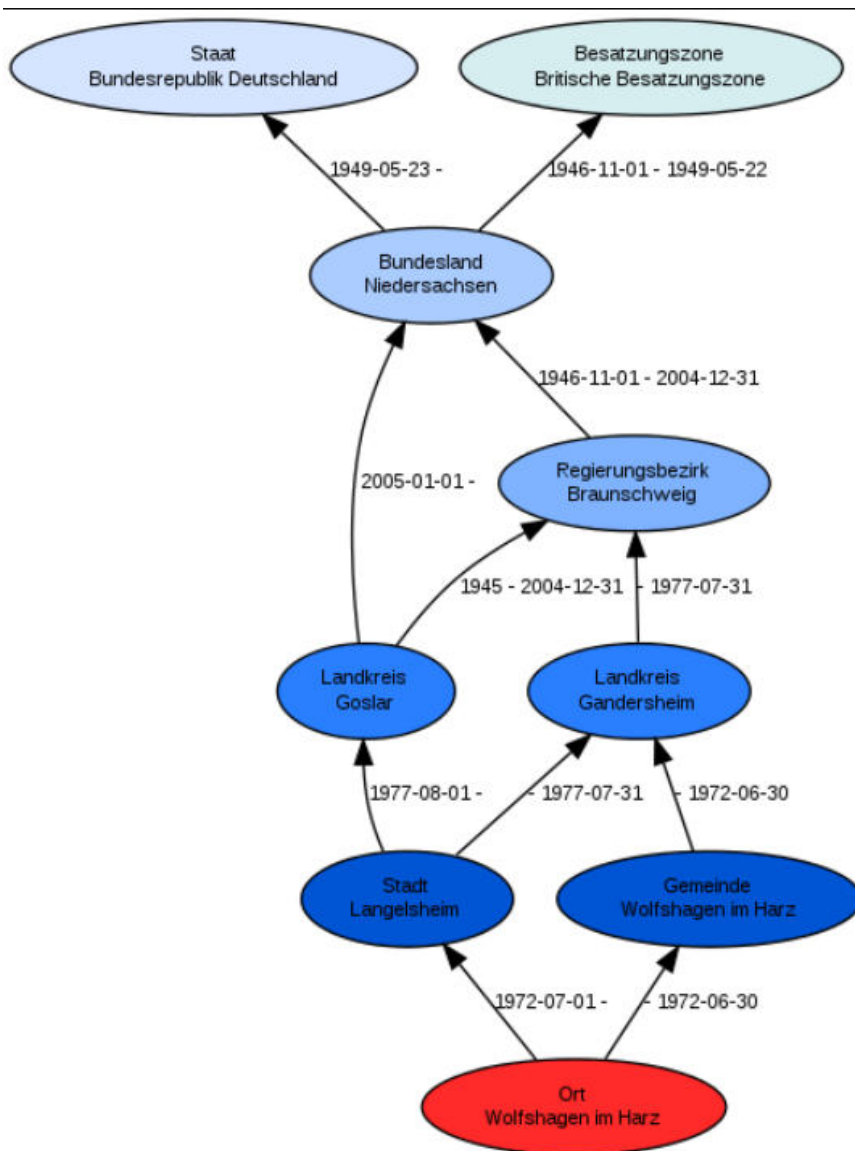 Staat
Bundesrepublik Deutschland
Besatzungszone
Britische Besatzungszone
1949-05-23 -
1946-11-01 - 1949-05-22
Bundesland
Niedersachsen
1946-11-01 - 2004-12-31
Regierungsbezirk
Braunschweig
2005-01-01 -
1945 - 2004-12-31
- 1977-07-31
Landkreis
Goslar
Landkreis
Gandersheim
1977-08-01 -
- 1977-07-31
- 1972-06-30
Stadt
Langelsheim
Gemeinde
Wolfshagen im Harz
1972-07-01 -
- 1972-06-30
Ort
Wolfshagen im Harz